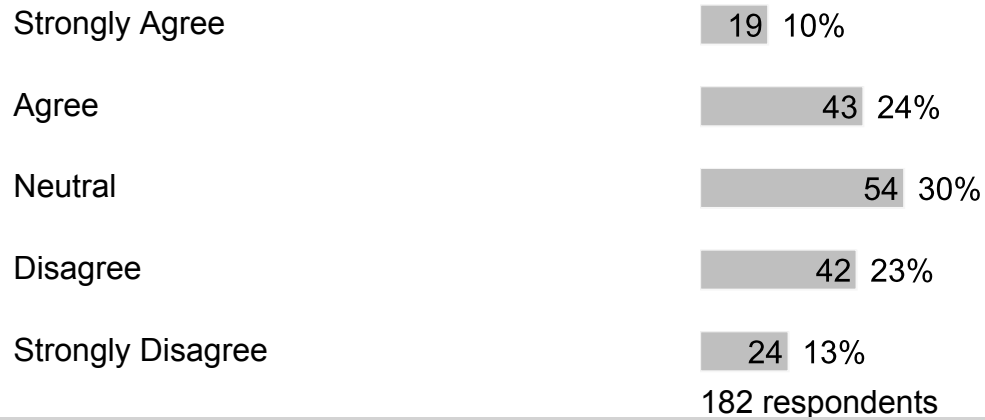 Strongly Agree 19 10%
Agree 43 24%
Neutral 54 30%
Disagree 42 23%
Strongly Disagree 24 13%
182 respondents